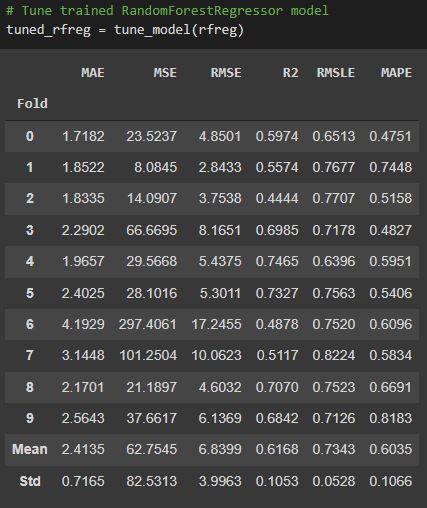 # Tune trained RandomForestRegressor model
tuned_rfreg = tune_model(rfreg)
MAE MSE RMSE R2 RMSLE MAPE
Fold
0 1.7182 23.5237 4.8501 0.5974 0.6513 0.4751
1 1.8522 8.0845 2.8433 0.5574 0.7677 0.7448
2 1.8335 14.0907 3.7538 0.4444 0.7707 0.5158
3 2.2902 66.6695 8.1651 0.6985 0.7178 0.4827
4 1.9657 29.5668 5.4375 0.7465 0.6396 0.5951
5 2.4025 28.1016 5.3011 0.7327 0.7563 0.5406
6 4.1929 297.4061 17.2455 0.4878 0.7520 0.6096
7 3.1448 101.2504 10.0623 0.5117 0.8224 0.5834
8 2.1701 21.1897 4.6032 0.7070 0.7523 0.6691
9 2.5643 37.6617 6.1369 0.6842 0.7126 0.8183
Mean 2.4135 62.7545 6.8399 0.6168 0.7343 0.6035
Std 0.7165 82.5313 3.9963 0.1053 0.0528 0.1066